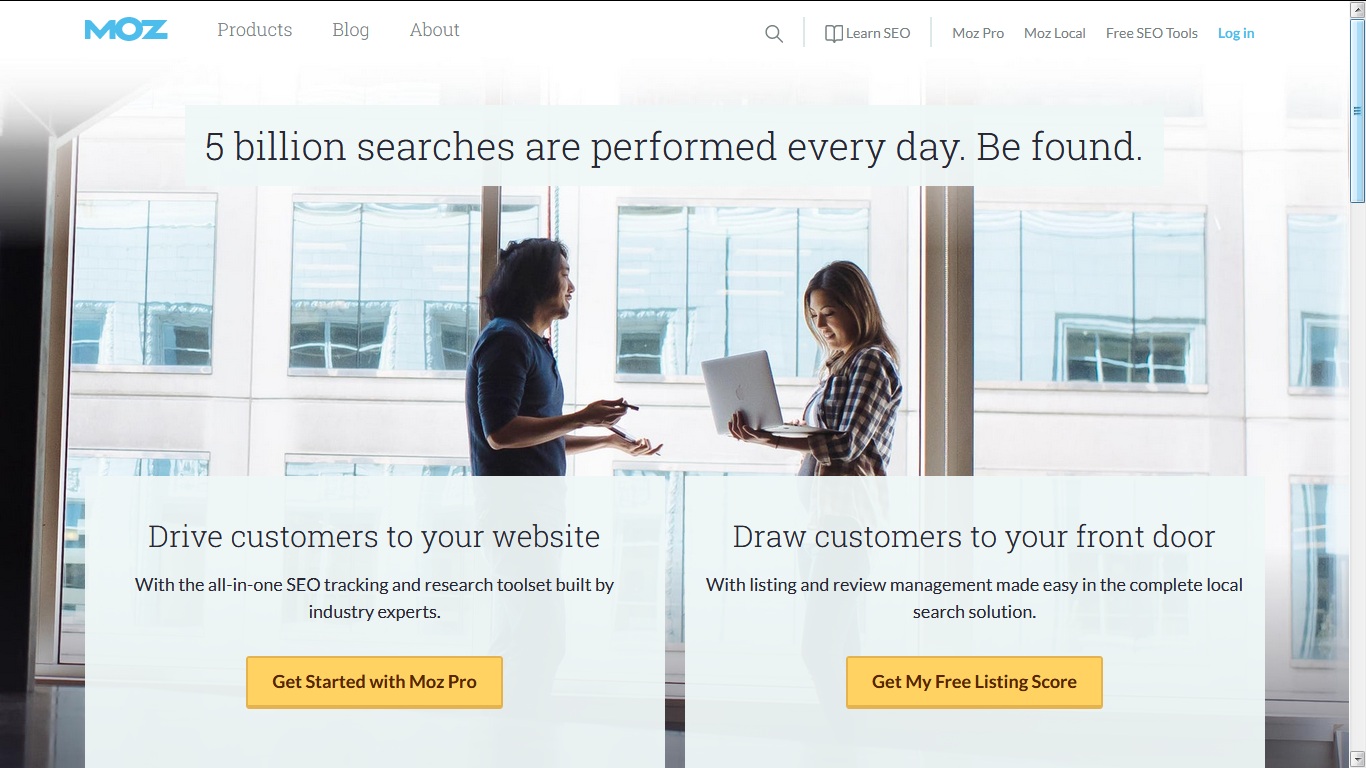 MOZ
Products Blog About
Learn SEO Moz Pro Moz Local Free SEO Tools Log in
5 billion searches are performed every day. Be found.
Drive customers to your website
With the all-in-one SEO tracking and research toolset built by
industry experts.
Get Started with Moz Pro
Draw customers to your front door
With listing and review management made easy in the complete local
search solution.
Get My Free Listing Score